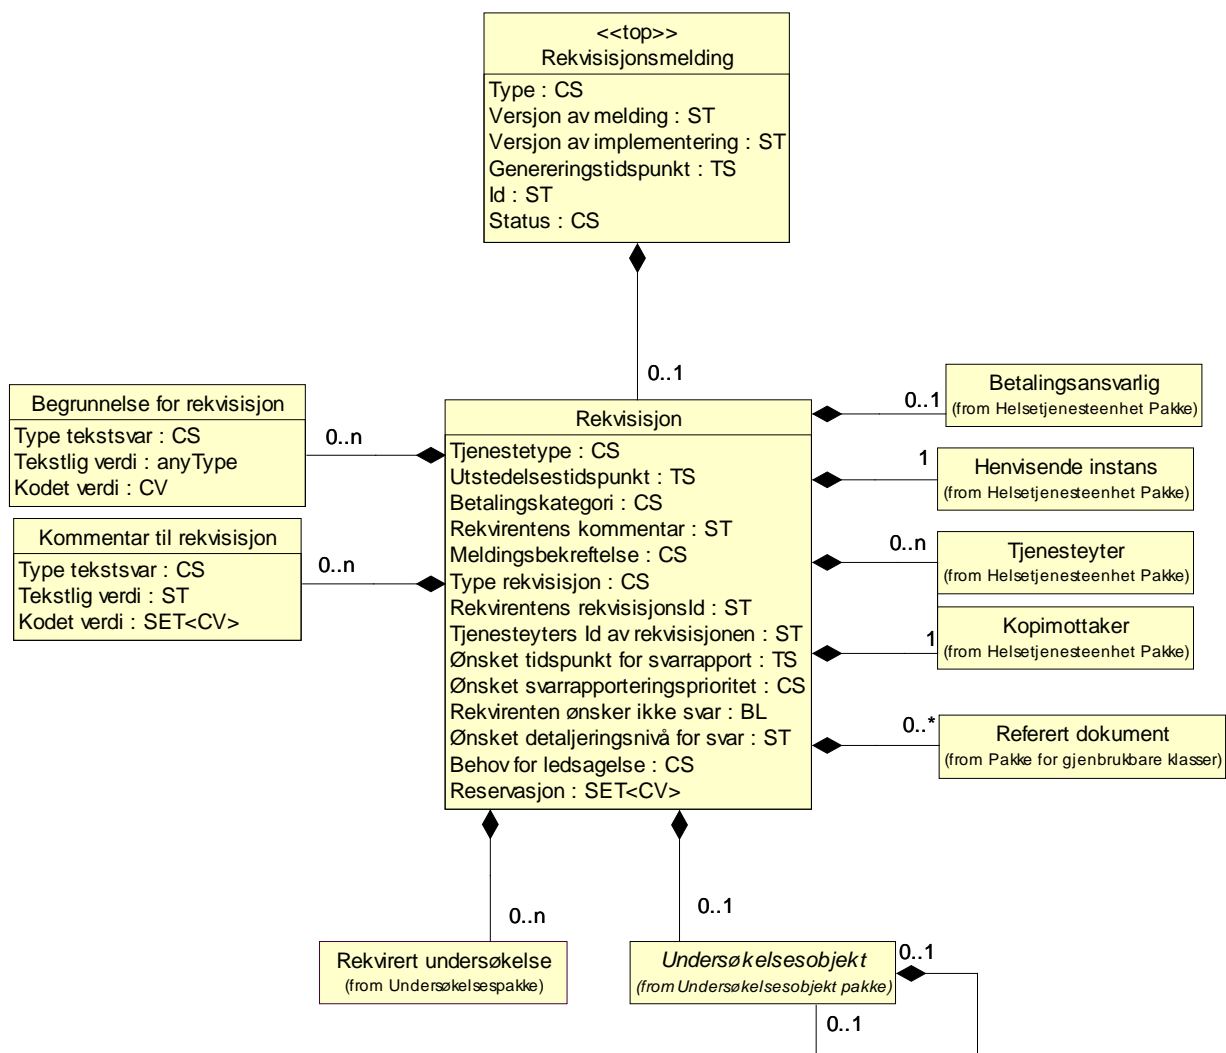 <<top>>
Rekvisisjonsmelding
Type : CS
Versjon av melding : ST
Versjon av implementering : ST
Genereringstidspunkt : TS
Id : ST
Status : CS
0..1
Begrunnelse for rekvisisjon
Type tekstsvar : CS
Tekstlig verdi : anyType
Kodet verdi : CV
0..n
Kommentar til rekvisisjon
Type tekstsvar : CS
Tekstlig verdi : ST
Kodet verdi : SET<CV>
0..n
Rekvisisjon
Tjenestetype : CS
Utstedelsestidspunkt : TS
Betalingskategori : CS
Rekvirentens kommentar : ST
Meldingsbekreftelse : CS
Type rekvisisjon : CS
Rekvirentens rekvisisjonsId : ST
Tjenesteyters Id av rekvisisjonen : ST
Ønsket tidspunkt for svarrapport : TS
Ønsket svarrapporteringsprioritet : CS
Rekvirenten ønsker ikke svar : BL
Ønsket detaljeringsnivå for svar : ST
Behov for ledsagelse : CS
Reservasjon : SET<CV>
0..1
Betalingsansvarlig
(from Helsetjenesteenhet Pakke)
1
Henvisende instans
(from Helsetjenesteenhet Pakke)
0..n
Tjenesteyter
(from Helsetjenesteenhet Pakke)
1
Kopimottaker
(from Helsetjenesteenhet Pakke)
0..*
Referert dokument
(from Pakke for gjenbrukbare klasser)
0..n
Rekvirert undersøkelse
(from Undersøkelsespakke)
0..1
Undersøkelsesobjekt
(from Undersøkelsesobjekt pakke)
0..1
0..1